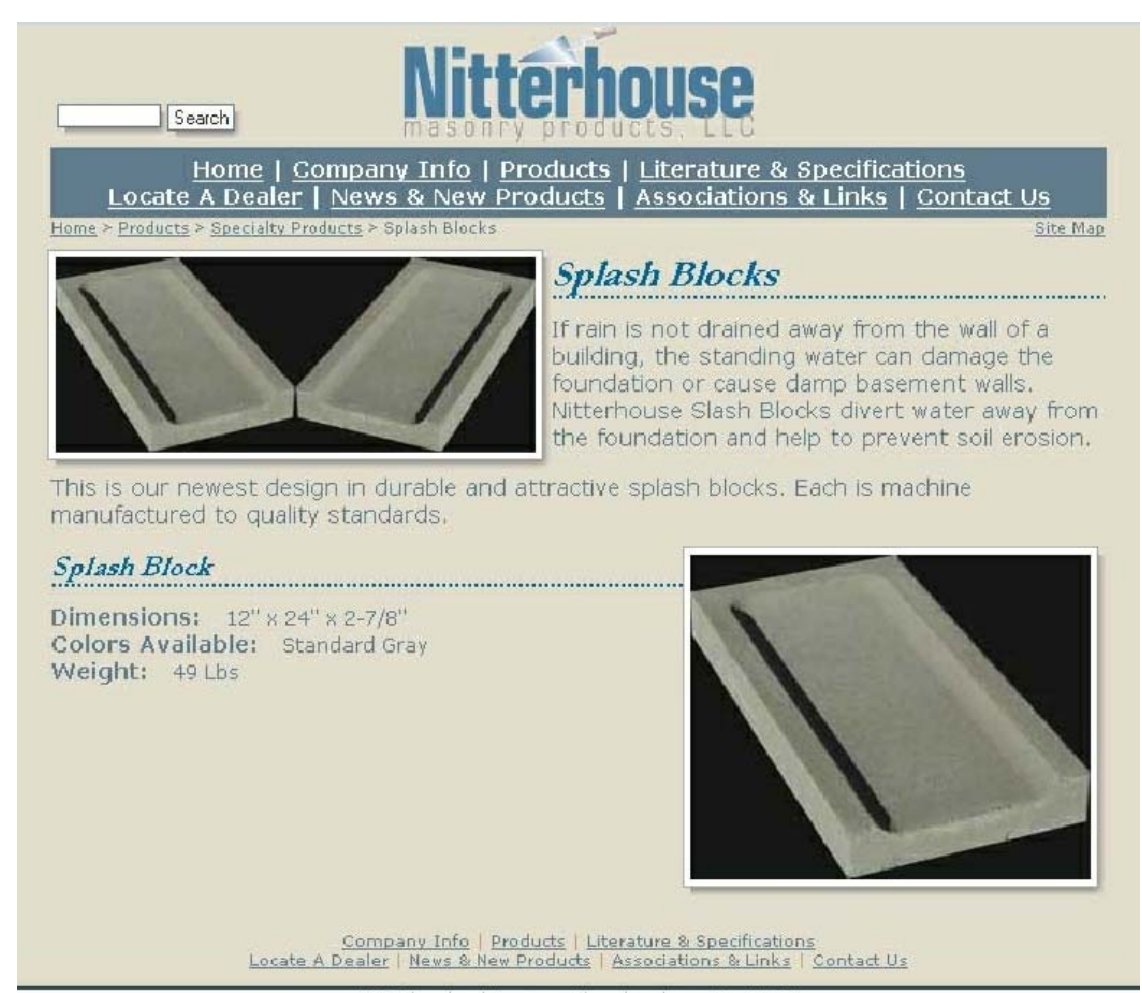 Nitterhouse
masonry products, LLC
Search
Home | Company Info | Products | Literature & Specifications
Locate A Dealer | News & New Products | Associations & Links | Contact Us
Home > Products > Specialty Products > Splash Blocks
Site Map
Splash Blocks
If rain is not drained away from the wall of a
building, the standing water can damage the
foundation or cause damp basement walls.
Nitterhouse Slash Blocks divert water away from
the foundation and help to prevent soil erosion.
This is our newest design in durable and attractive splash blocks. Each is machine
manufactured to quality standards.
Splash Block
Dimensions: 12" x 24" x 2-7/8"
Colors Available: Standard Gray
Weight: 49 Lbs
Company Info | Products | Literature & Specifications
Locate A Dealer | News & New Products | Associations & Links | Contact Us